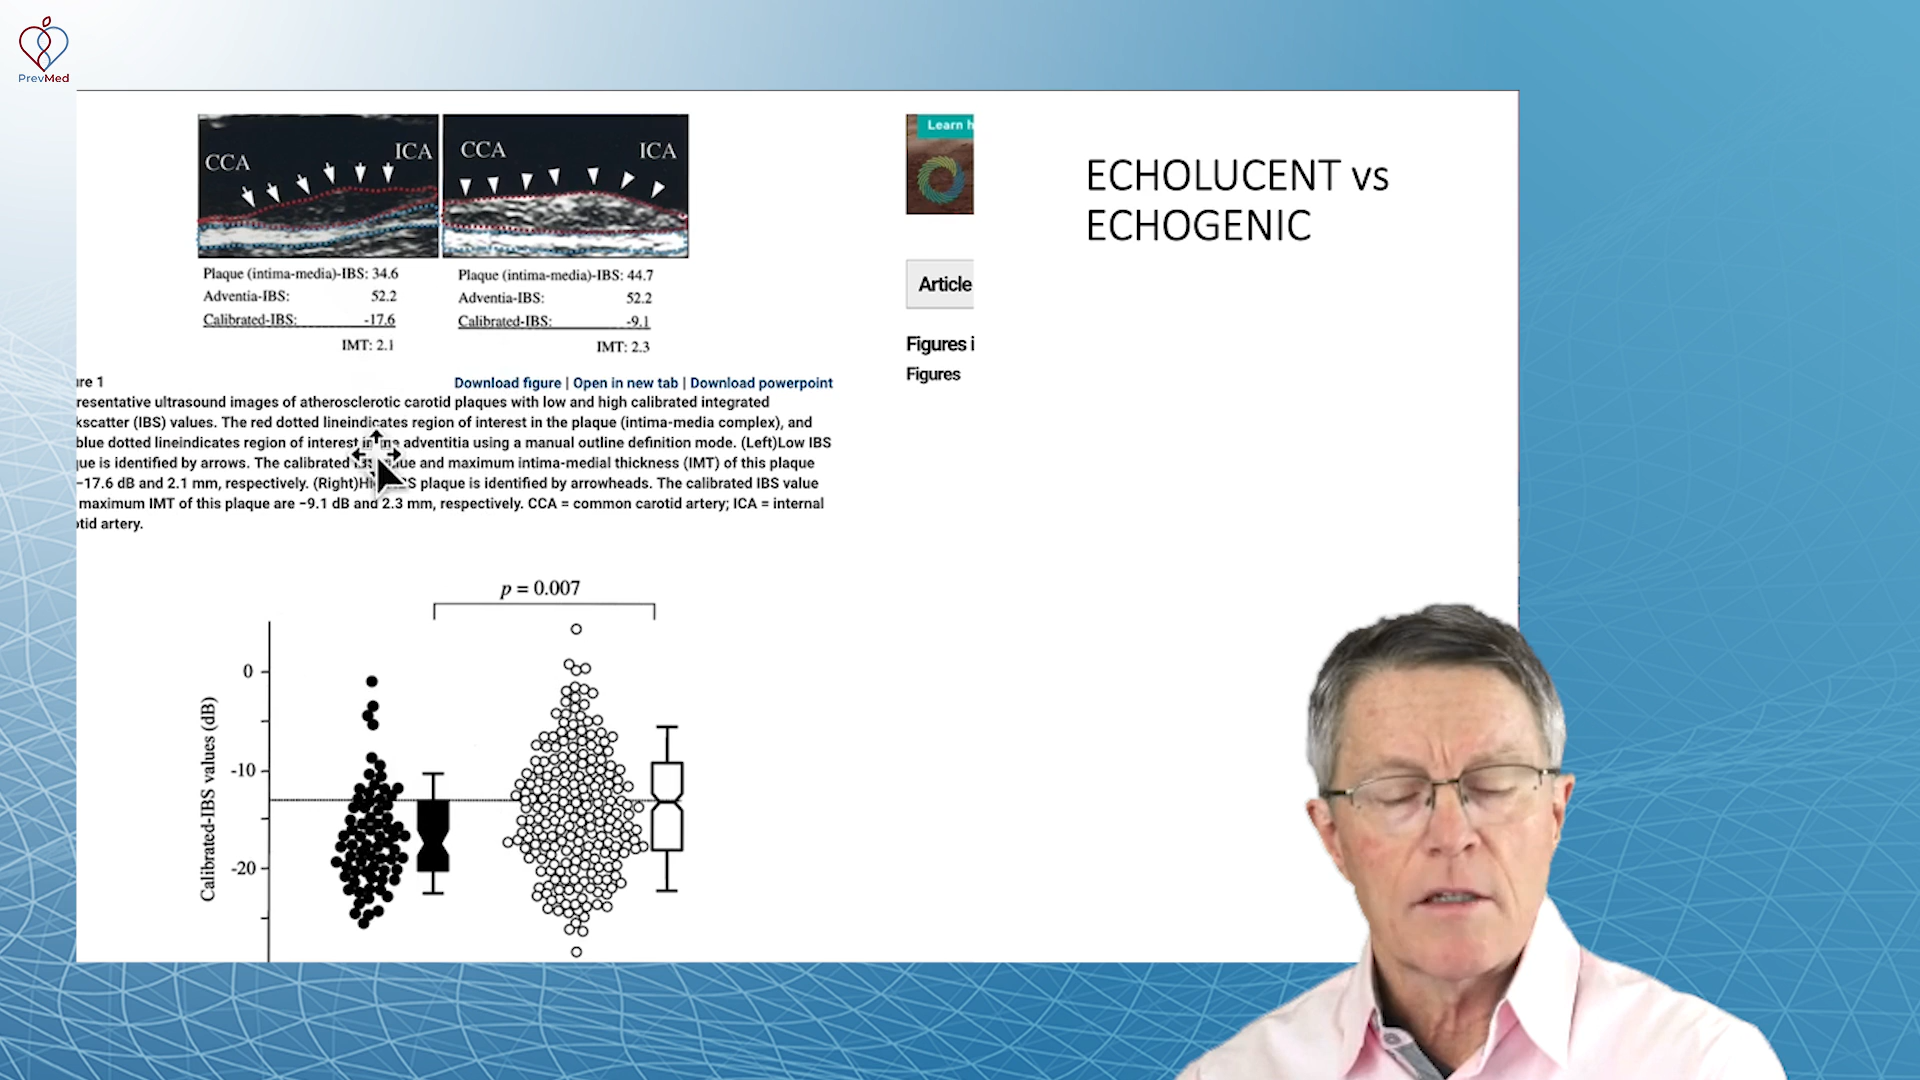 PrevMed
CCA
ICA
CCA
ICA
Plaque (intima-media)-IBS: 34.6
Adventia-IBS: 52.2
Calibrated-IBS: -17.6
IMT: 2.1
Plaque (intima-media)-IBS: 44.7
Adventia-IBS: 52.2
Calibrated-IBS: -9.1
IMT: 2.3
ure 1
Download figure | Open in new tab | Download powerpoint
resentative ultrasound images of atherosclerotic carotid plaques with low and high calibrated integrated
kscatter (IBS) values. The red dotted lineindicates region of interest in the plaque (intima-media complex), and
blue dotted lineindicates region of interest in adventitia using a manual outline definition mode. (Left)Low IBS
ue is identified by arrows. The calibrated and maximum intima-medial thickness (IMT) of this plaque
−17.6 dB and 2.1 mm, respectively. (Right) plaque is identified by arrowheads. The calibrated IBS value
maximum IMT of this plaque are −9.1 dB and 2.3 mm, respectively. CCA = common carotid artery; ICA = internal
otid artery.
p = 0.007
Calibrated-IBS values (dB)
0
-10
-20
Learn h
Article
Figures i
Figures
ECHOLUCENT vs
ECHOGENIC